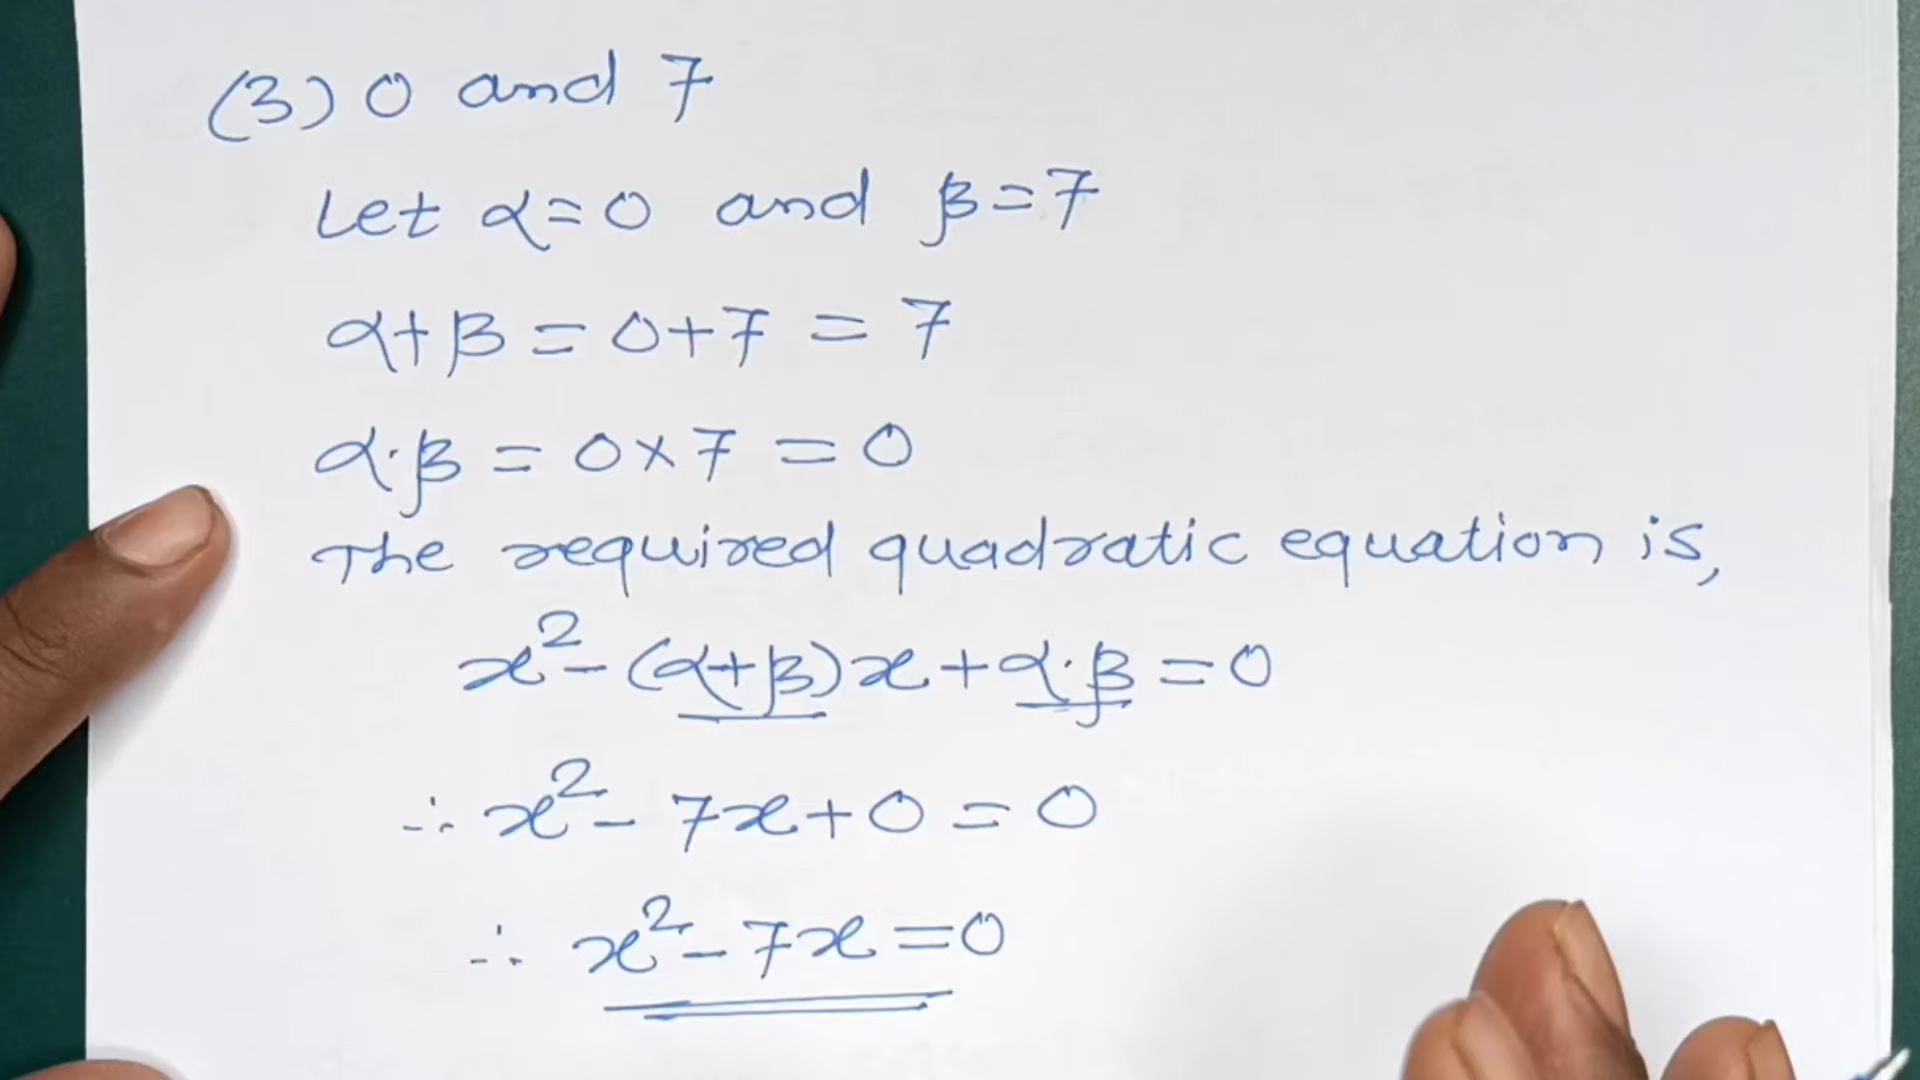 (3) 0 and 7
Let α=0 and β=7
α+β = 0+7 = 7
α·β = 0×7 = 0
The required quadratic equation is,
x²-(α+β)x+α·β=0
∴ x²- 7x+0=0
∴ x²-7x=0